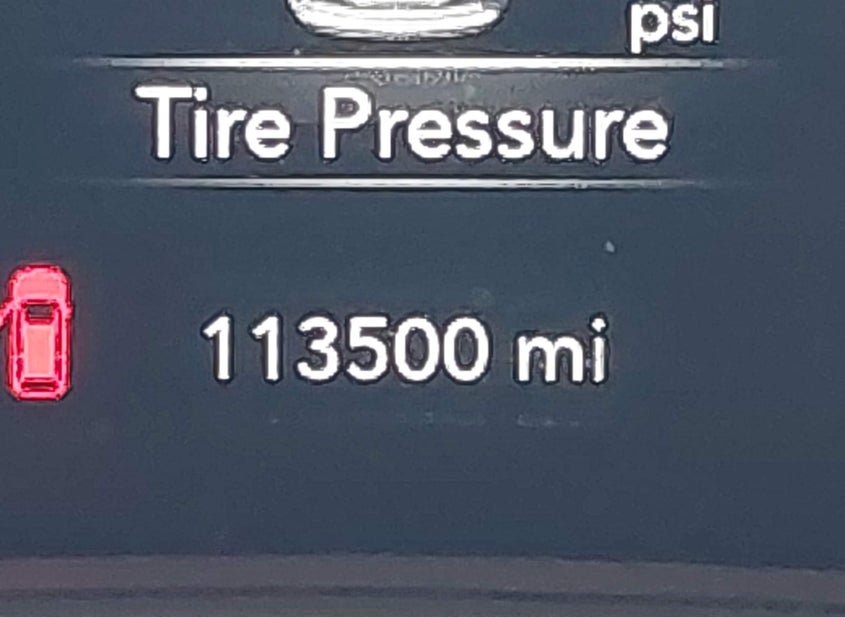 psi
Tire Pressure
113500 mi